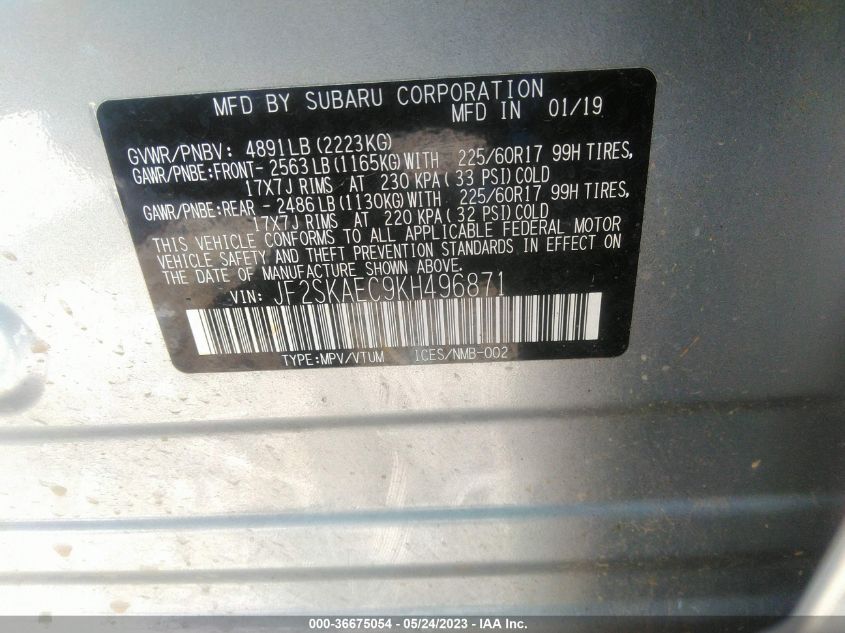 MFD BY SUBARU CORPORATION
MFD IN 01/19
GVWR/PNBV: 4891LB (2223KG)
GAWR/PNBE:FRONT- 2563 LB (1165KG) WITH 225/60R17 99H TIRES,
17X7J RIMS AT 230 KPA ( 33 PSI) COLD
GAWR/PNBE:REAR - 2486 LB (1130KG) WITH 225/60R17 99H TIRES,
17X7J RIMS AT 220 KPA ( 32 PSI) COLD
THIS VEHICLE CONFORMS TO ALL APPLICABLE FEDERAL MOTOR
VEHICLE SAFETY AND THEFT PREVENTION STANDARDS IN EFFECT ON
THE DATE OF MANUFACTURE SHOWN ABOVE.
VIN: JF2SKAEC9KH496871
TYPE:MPV/VTUM ICES/NMB-002
000-36675054 - 05/24/2023 - IAA Inc.